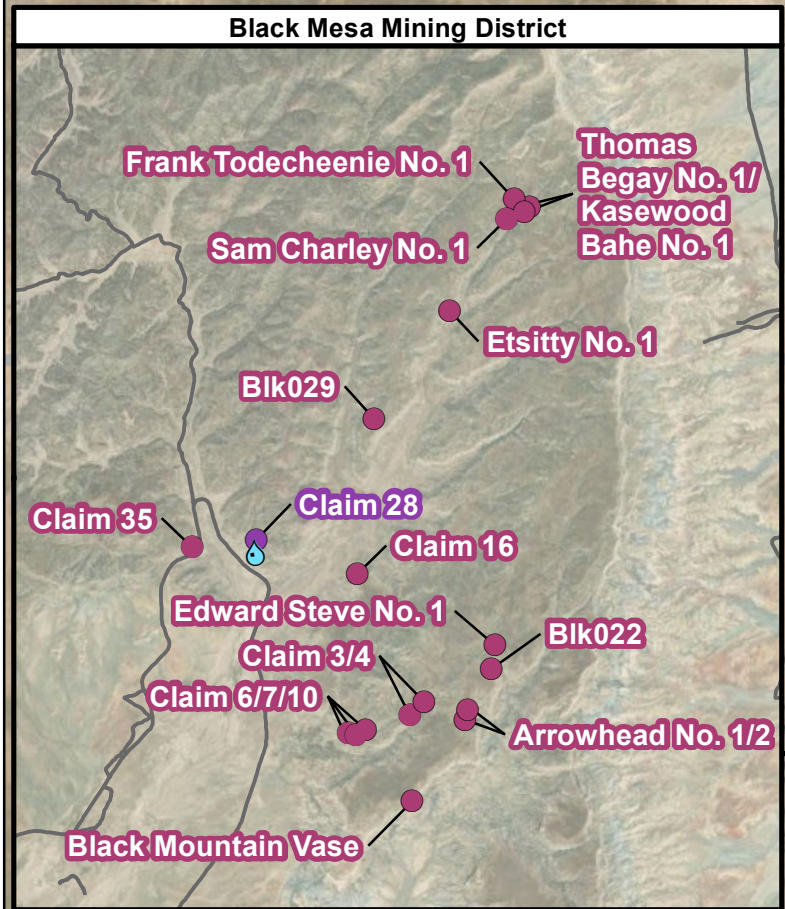 Black Mesa Mining District
Frank Todecheenie No. 1
Thomas
Begay No. 1/
Kasewood
Bahe No. 1
Sam Charley No. 1
Etsitty No. 1
Blk029
Claim 28
Claim 35
Claim 16
Edward Steve No. 1
Blk022
Claim 3/4
Claim 6/7/10
Arrowhead No. 1/2
Black Mountain Vase